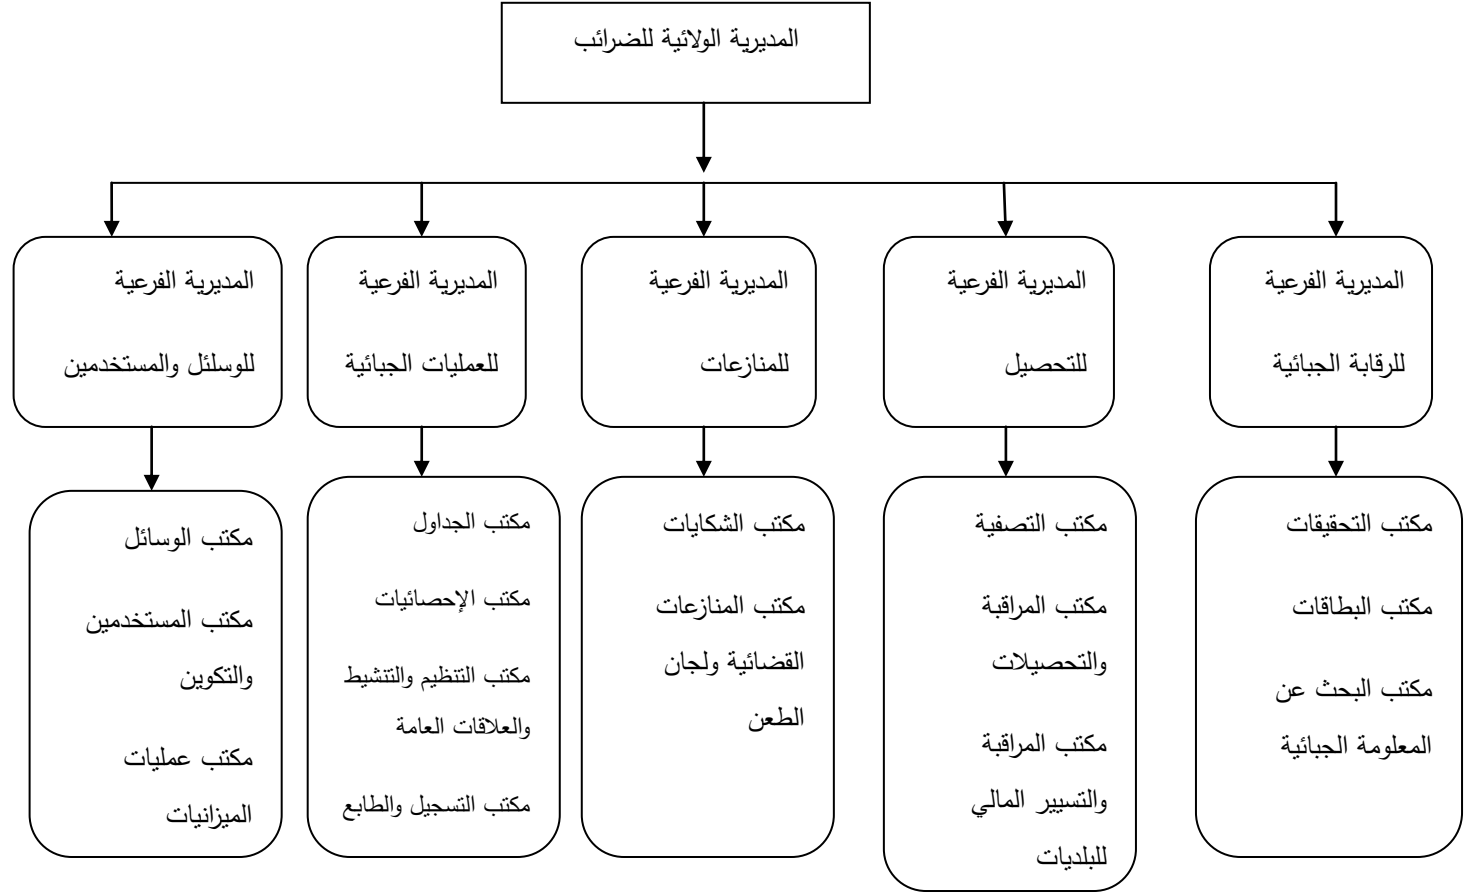 المديرية الولائية للضرائب
المديرية الفرعية
للرقابة الجبائية
المديرية الفرعية
للتحصيل
المديرية الفرعية
للمنازعات
المديرية الفرعية
للعمليات الجبائية
المديرية الفرعية
للوسلئل والمستخدمين
مكتب التحقيقات
مكتب البطاقات
مكتب البحث عن
المعلومة الجبائية
مكتب التصفية
مكتب المراقبة
والتحصيلات
مكتب المراقبة
والتسيير المالي
للبلديات
مكتب الشكايات
مكتب المنازعات
القضائية ولجان
الطعن
مكتب الجداول
مكتب الإحصائيات
مكتب التنظيم والتنشيط
والعلاقات العامة
مكتب التسجيل والطابع
مكتب الوسائل
مكتب المستخدمين
والتكوين
مكتب عمليات
الميزانيات